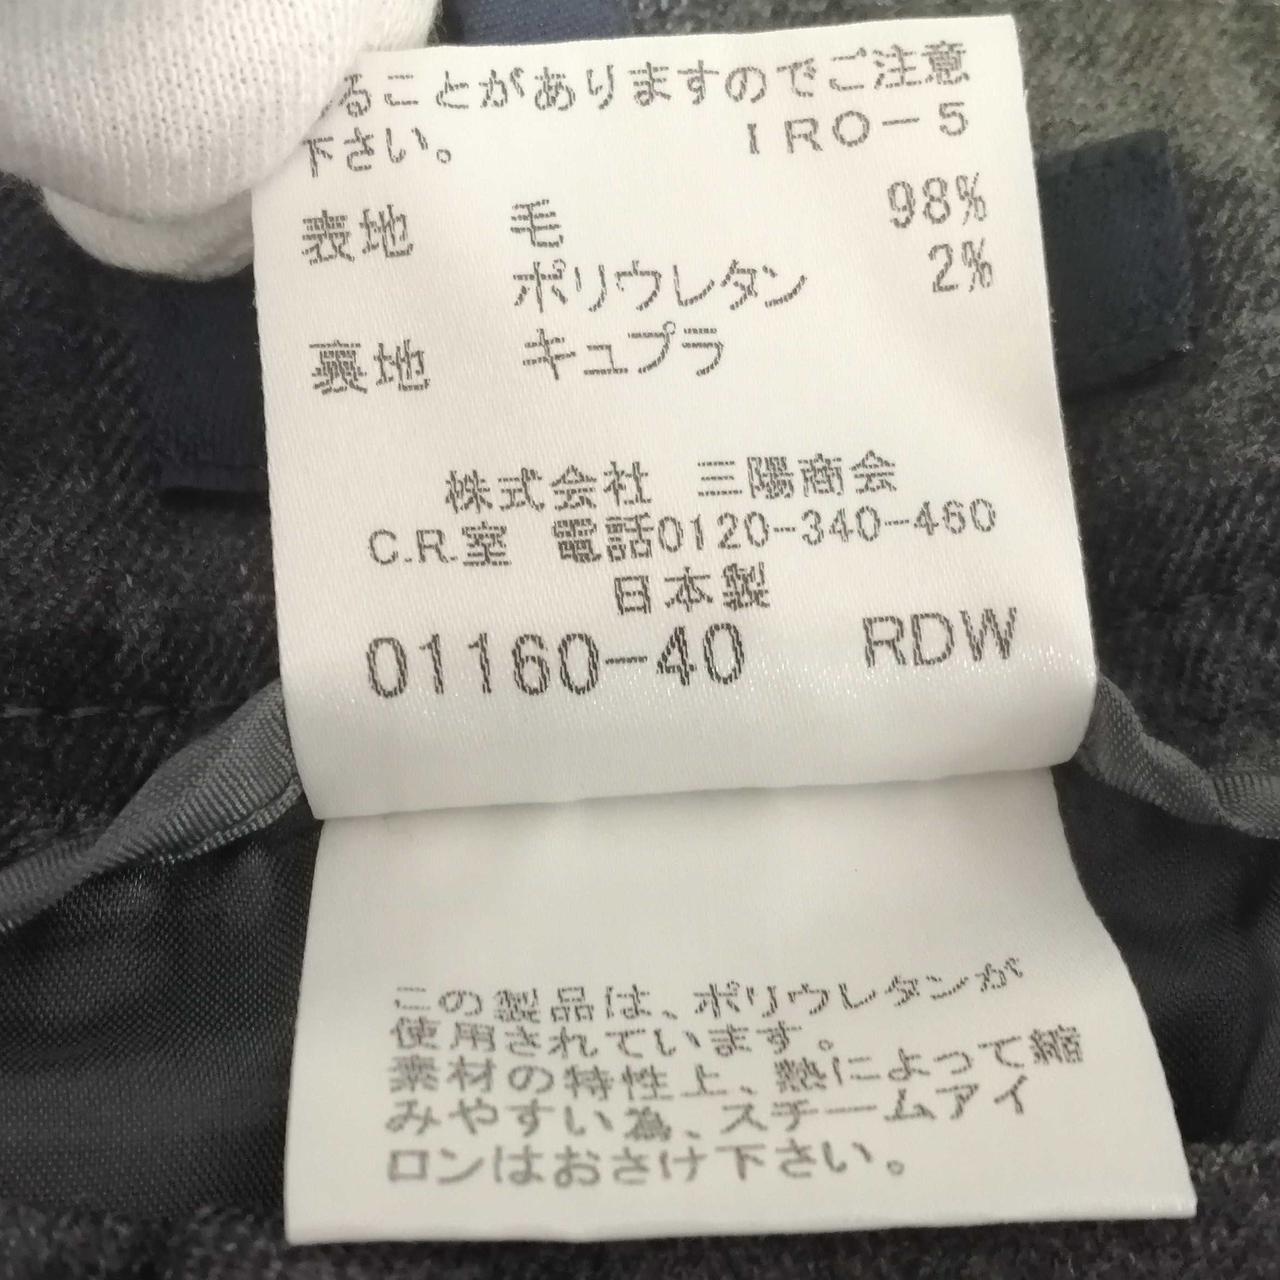 ることがありますのでご注意
下さい。 IRO-5
表地 毛 98%
ポリウレタン 2%
裏地 キュプラ
株式会社 三陽商会
C.R.室 電話0120-340-460
日本製
01160-40 RDW
この製品は、ポリウレタンが
使用されています。
素材の特性上、熱によって縮
みやすい為、スチームアイ
ロンはおさけ下さい。